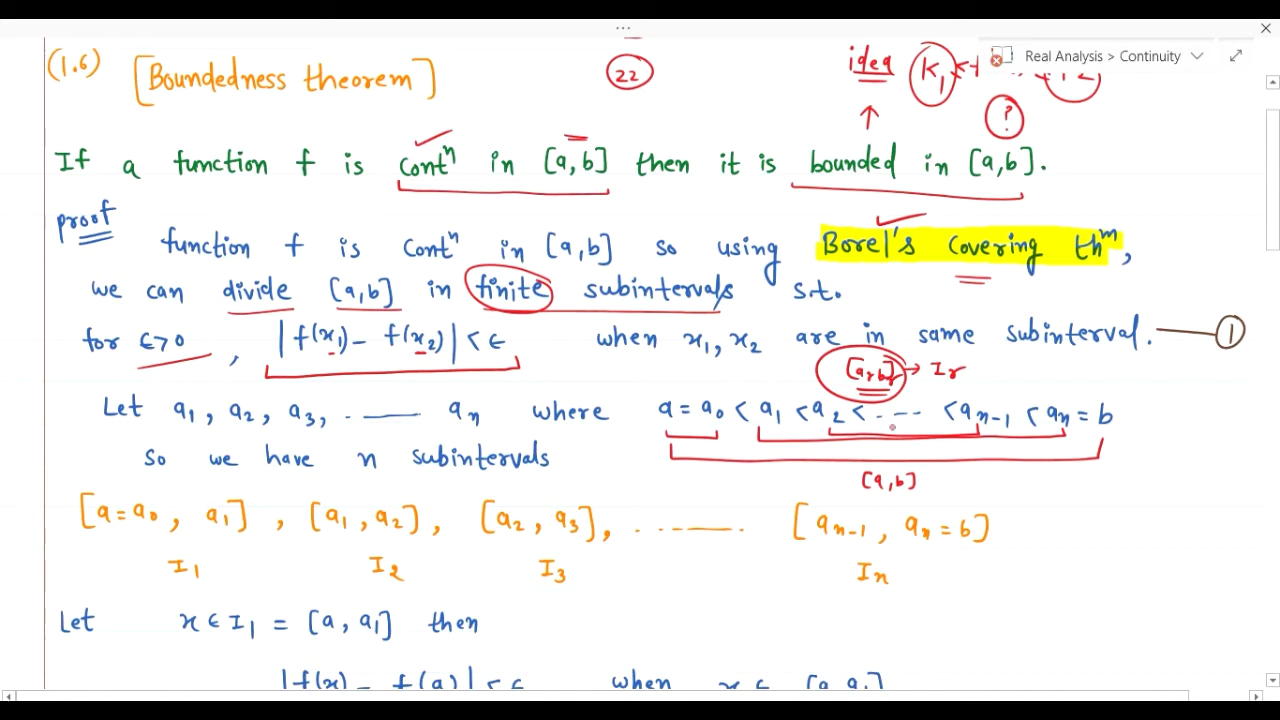 (1.6) [Boundedness theorem]
22
idea K₁
?
Real Analysis > Continuity
If a function f is contⁿ in [a,b] then it is bounded in [a,b].
proof
function f is contⁿ in [a,b] so using Borel's covering thᵐ,
we can divide [a,b] in finite subintervals s.t.
for ϵ>0, |f(x₁) - f(x₂)| < ϵ when x₁, x₂ are in same subinterval. — ①
→ Iᵣ
Let a₁, a₂, a₃, ...... aₙ where a = a₀ < a₁ < a₂ < ..... < aₙ₋₁ < aₙ = b
So we have n subintervals
[a,b]
[a=a₀, a₁], [a₁, a₂], [a₂, a₃], ........ [aₙ₋₁, aₙ=b]
I₁ I₂ I₃ Iₙ
Let x ∈ I₁ = [a, a₁] then
|f(x) - f(a)| < ϵ when x ∈ [a, a₁]